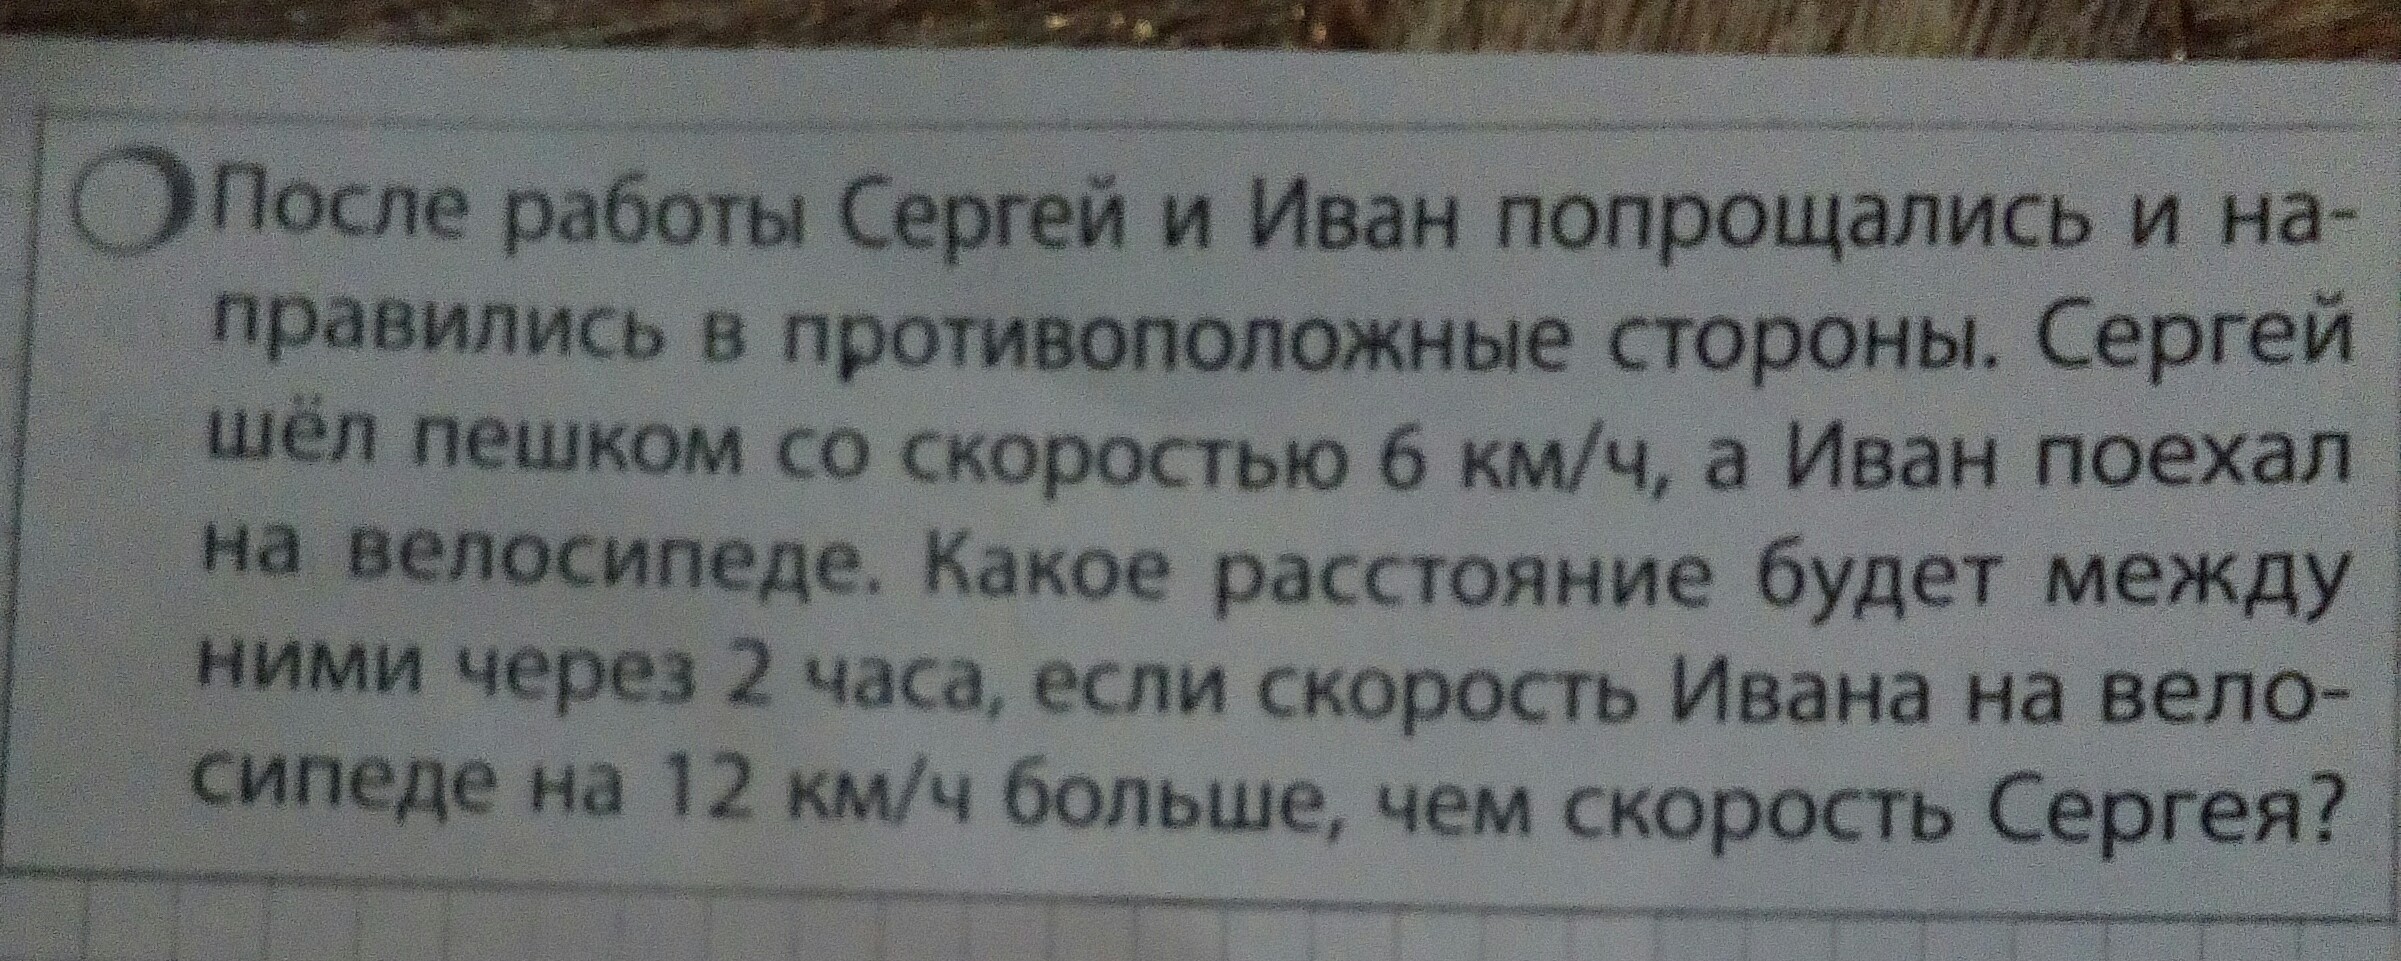 После работы Сергей и Иван попрощались и на-
правились в противоположные стороны. Сергей
шёл пешком со скоростью 6 км/ч, а Иван поехал
на велосипеде. Какое расстояние будет между
ними через 2 часа, если скорость Ивана на вело-
сипеде на 12 км/ч больше, чем скорость Сергея?